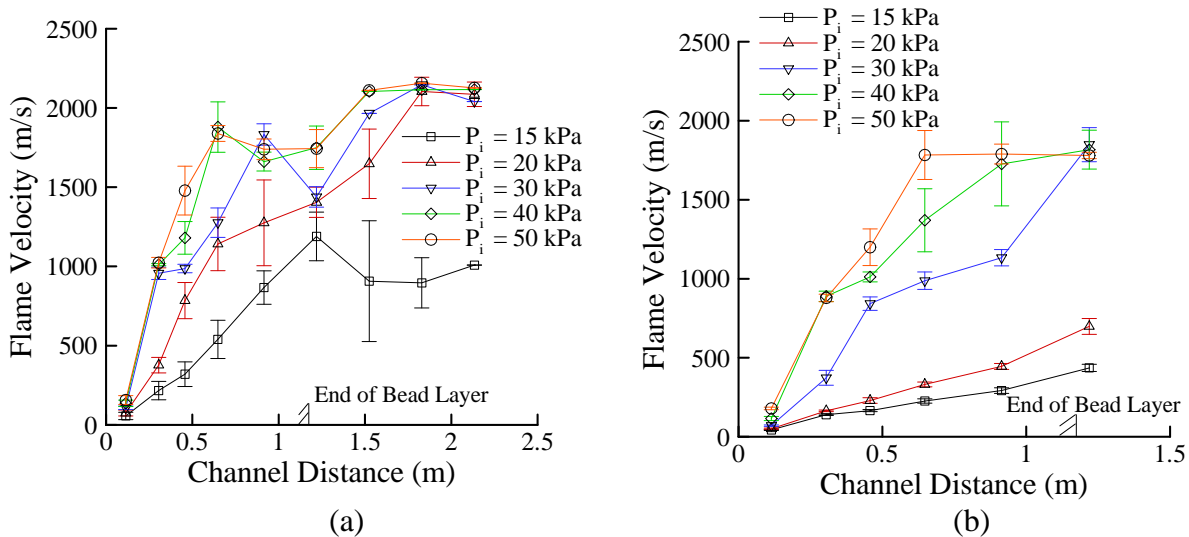 2500
2000
1500
1000
500
0
Flame Velocity (m/s)
P_i = 15 kPa
P_i = 20 kPa
P_i = 30 kPa
P_i = 40 kPa
P_i = 50 kPa
End of Bead Layer
0 0.5 1 1.5 2 2.5
Channel Distance (m)
(a)
P_i = 15 kPa
P_i = 20 kPa
P_i = 30 kPa
P_i = 40 kPa
P_i = 50 kPa
2500
2000
1500
1000
500
0
Flame Velocity (m/s)
End of Bead Layer
0 0.5 1 1.5
Channel Distance (m)
(b)